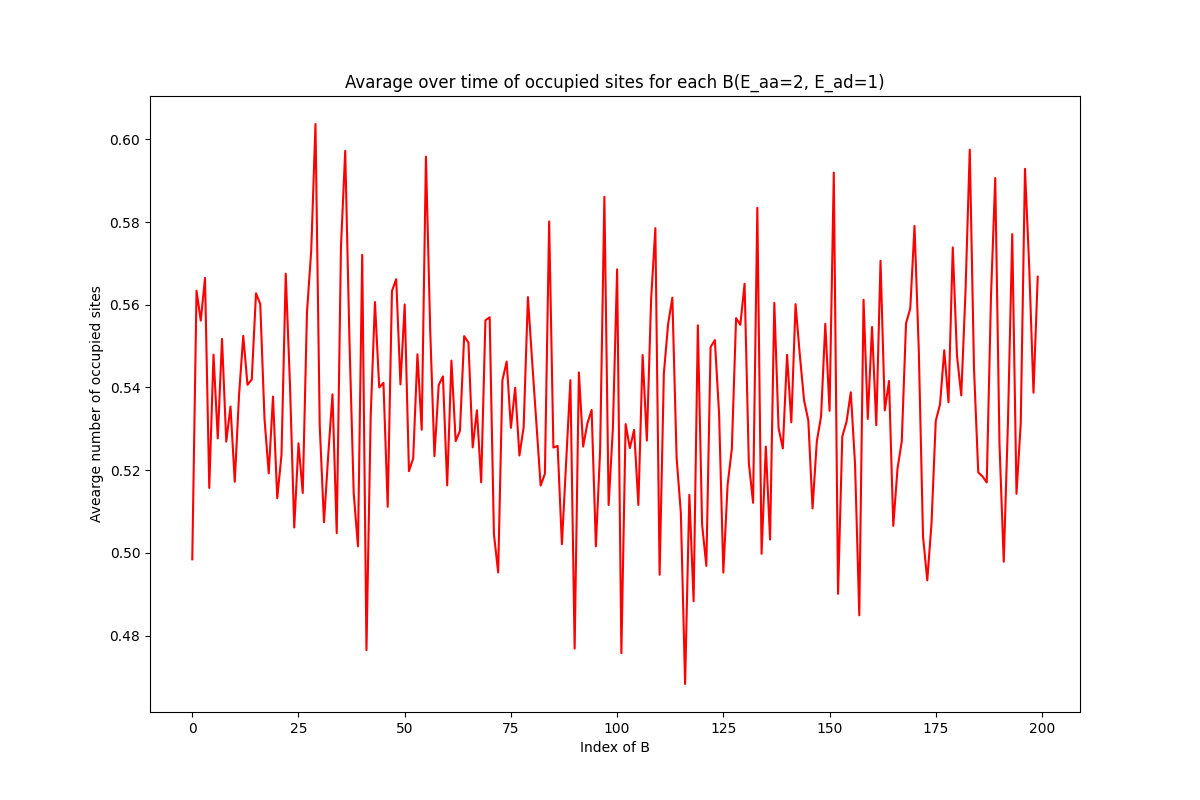 Avarage over time of occupied sites for each B(E_aa=2, E_ad=1)
Avearge number of occupied sites
0.60
0.58
0.56
0.54
0.52
0.50
0.48
0 25 50 75 100 125 150 175 200
Index of B